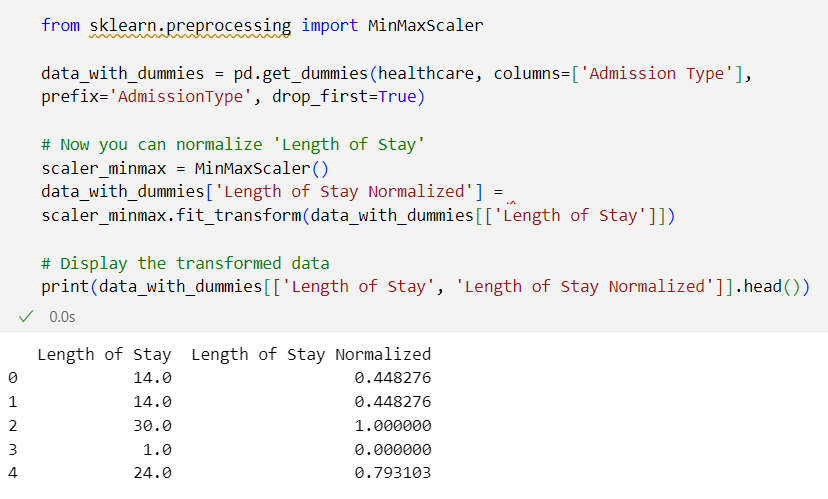 from sklearn.preprocessing import MinMaxScaler
data_with_dummies = pd.get_dummies(healthcare, columns=['Admission Type'],
prefix='AdmissionType', drop_first=True)
# Now you can normalize 'Length of Stay'
scaler_minmax = MinMaxScaler()
data_with_dummies['Length of Stay Normalized'] =
scaler_minmax.fit_transform(data_with_dummies[['Length of Stay']])
# Display the transformed data
print(data_with_dummies[['Length of Stay', 'Length of Stay Normalized']].head())
0.0s
Length of Stay  Length of Stay Normalized
0 14.0 0.448276
1 14.0 0.448276
2 30.0 1.000000
3 1.0 0.000000
4 24.0 0.793103